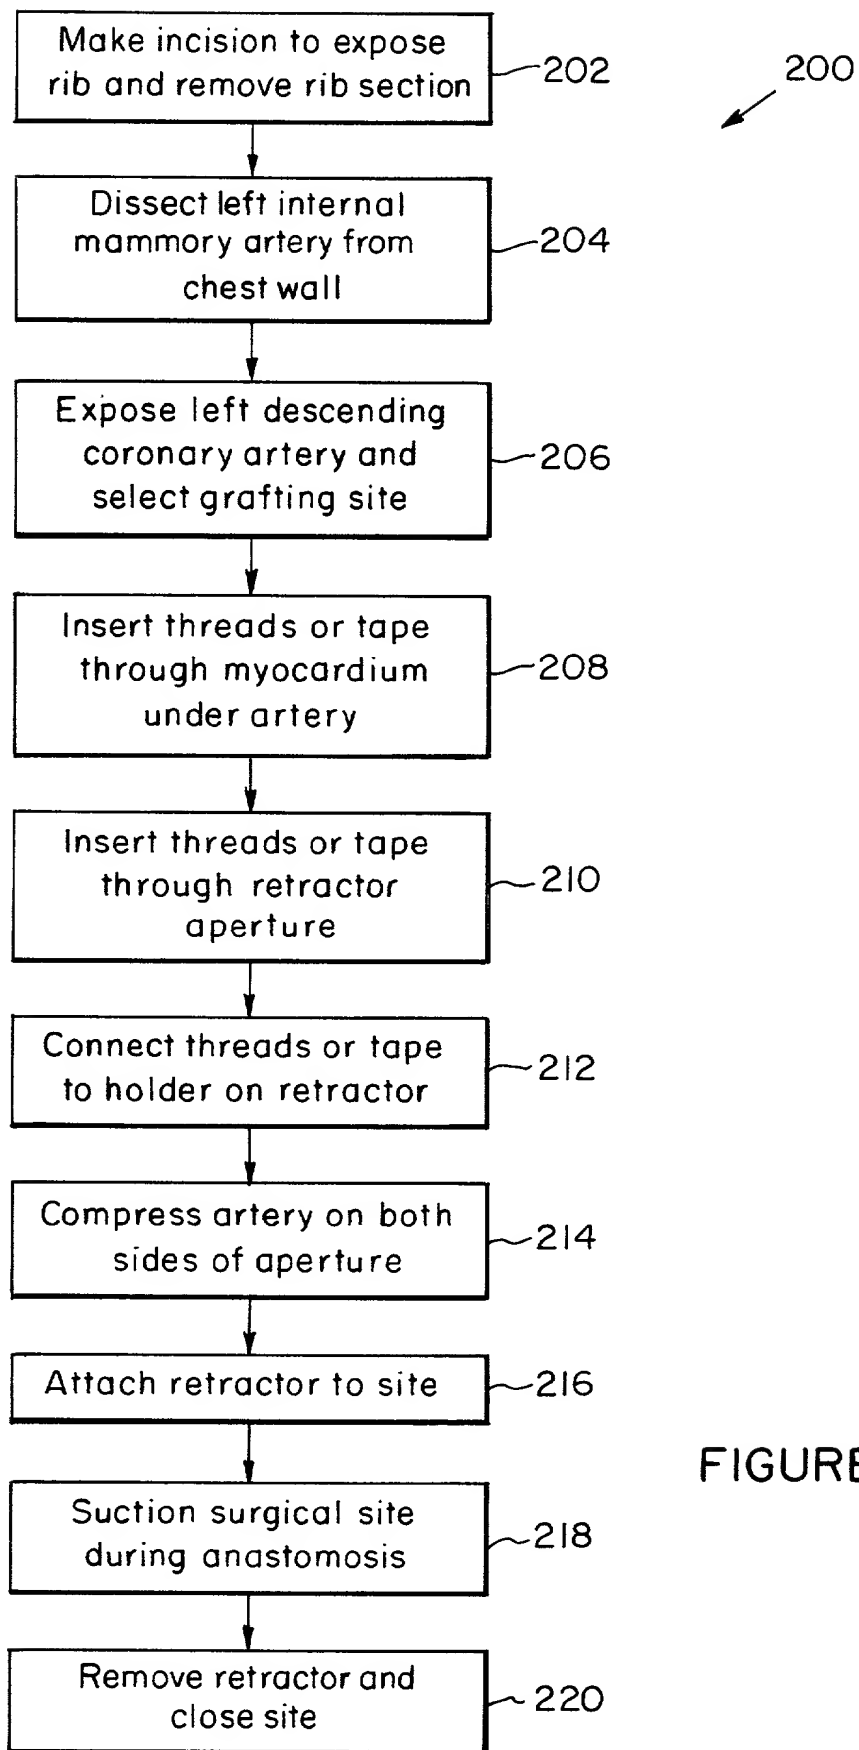 Make incision to expose
rib and remove rib section
202
200
Dissect left internal
mammory artery from
chest wall
204
Expose left descending
coronary artery and
select grafting site
206
Insert threads or tape
through myocardium
under artery
208
Insert threads or tape
through retractor
aperture
210
Connect threads or tape
to holder on retractor
212
Compress artery on both
sides of aperture
214
Attach retractor to site
216
FIGURE
Suction surgical site
during anastomosis
218
Remove retractor and
close site
220